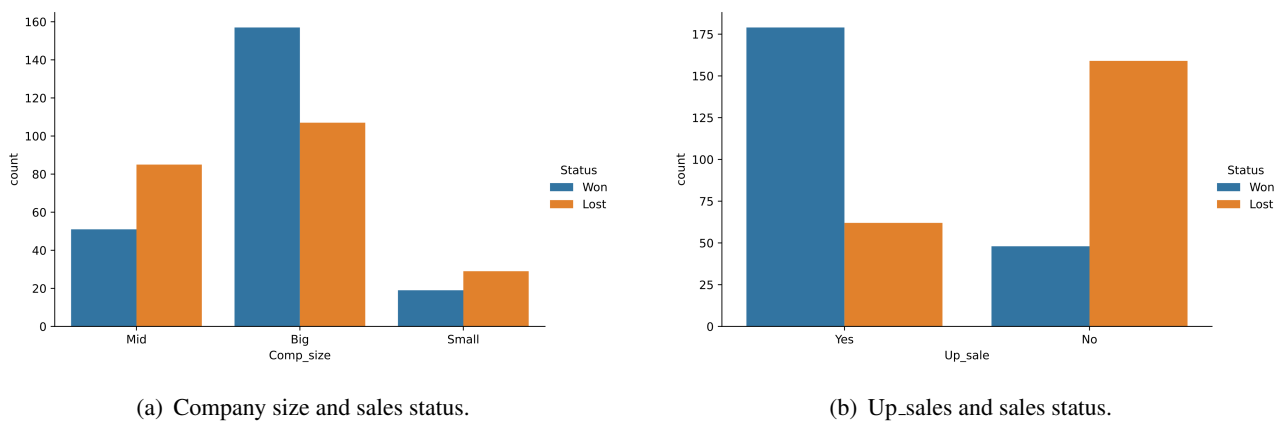 160
140
120
100
80
60
40
20
0
count
Mid Big Small
Comp_size
Status
Won
Lost
(a) Company size and sales status.
175
150
125
100
75
50
25
0
count
Yes No
Up_sale
Status
Won
Lost
(b) Up_sales and sales status.